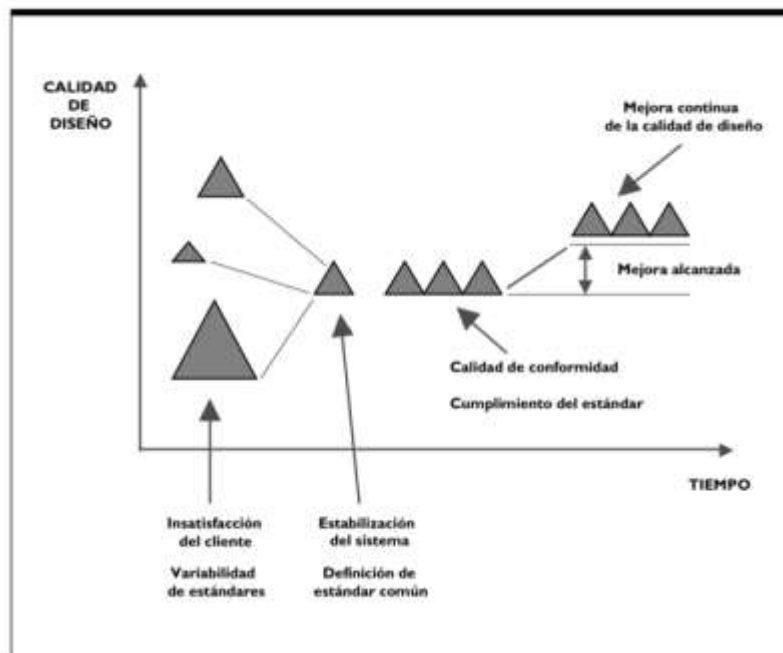 CALIDAD
DE
DISEÑO
Mejora continua
de la calidad de diseño
Mejora alcanzada
Calidad de conformidad
Cumplimiento del estándar
TIEMPO
Insatisfacción
del cliente
Variabilidad
de estándares
Estabilización
del sistema
Definición de
estándar común